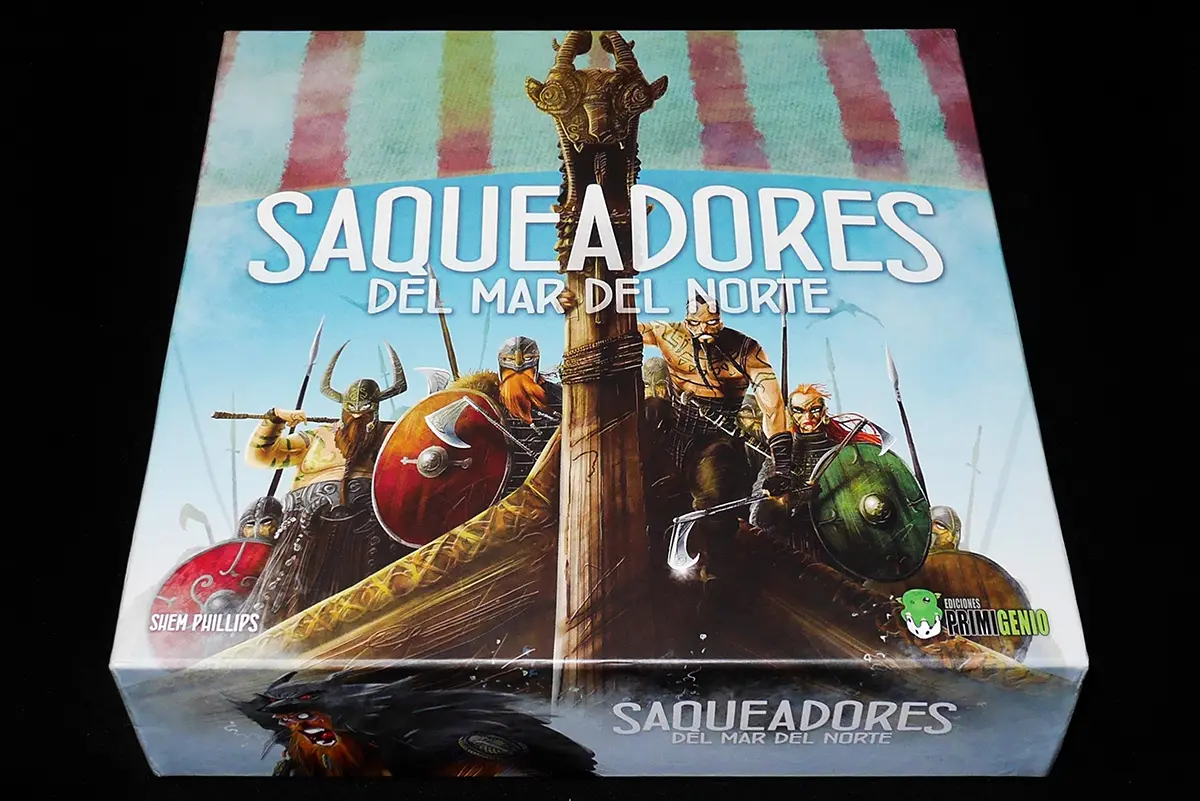 SAQUEADORES
DEL MAR DEL NORTE
SHEM PHILLIPS
EDICIONES
PRIMIGENIO
SAQUEADORES
DEL MAR DEL NORTE